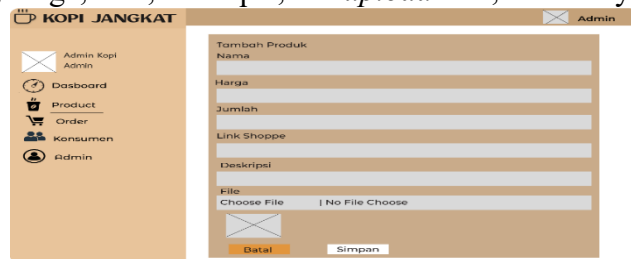 KOPI JANGKAT
Admin
Admin Kopi
Admin
Dasboard
Product
Order
Konsumen
Admin
Tambah Produk
Nama
Harga
Jumlah
Link Shoppe
Deskripsi
File
Choose File | No File Choose
Batal
Simpan